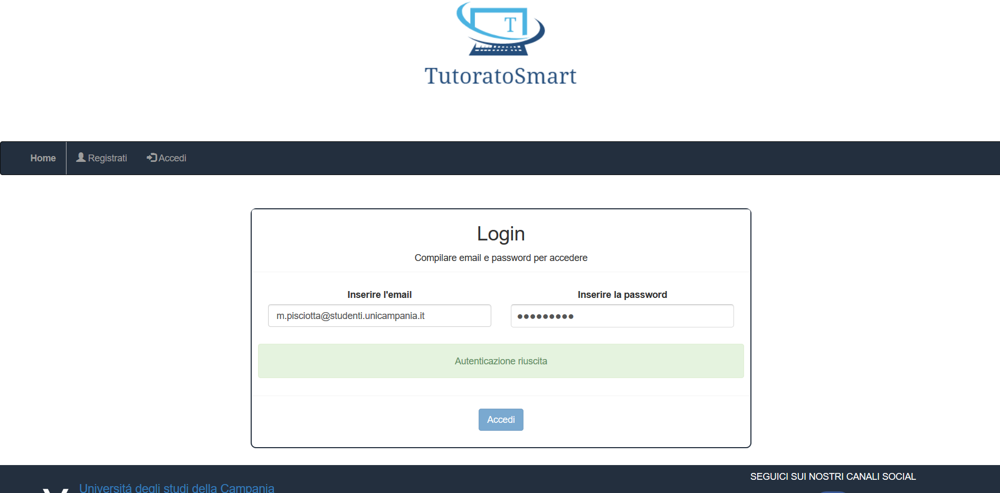 T
TutoratoSmart
Home
Registrati
Accedi
Login
Compilare email e password per accedere
Inserire l'email
Inserire la password
m.pisciotta@studenti.unicampania.it
●●●●●●●●●
Autenticazione riuscita
Accedi
SEGUICI SUI NOSTRI CANALI SOCIAL
Universitá degli studi della Campania